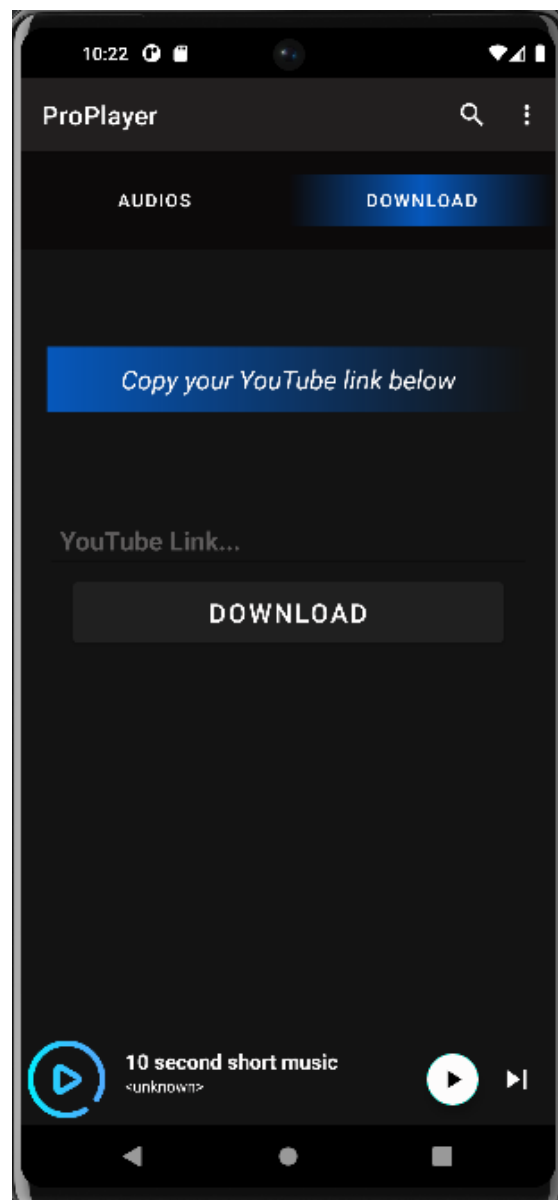 10:22
ProPlayer
AUDIOS
DOWNLOAD
Copy your YouTube link below
YouTube Link...
DOWNLOAD
10 second short music
<unknown>